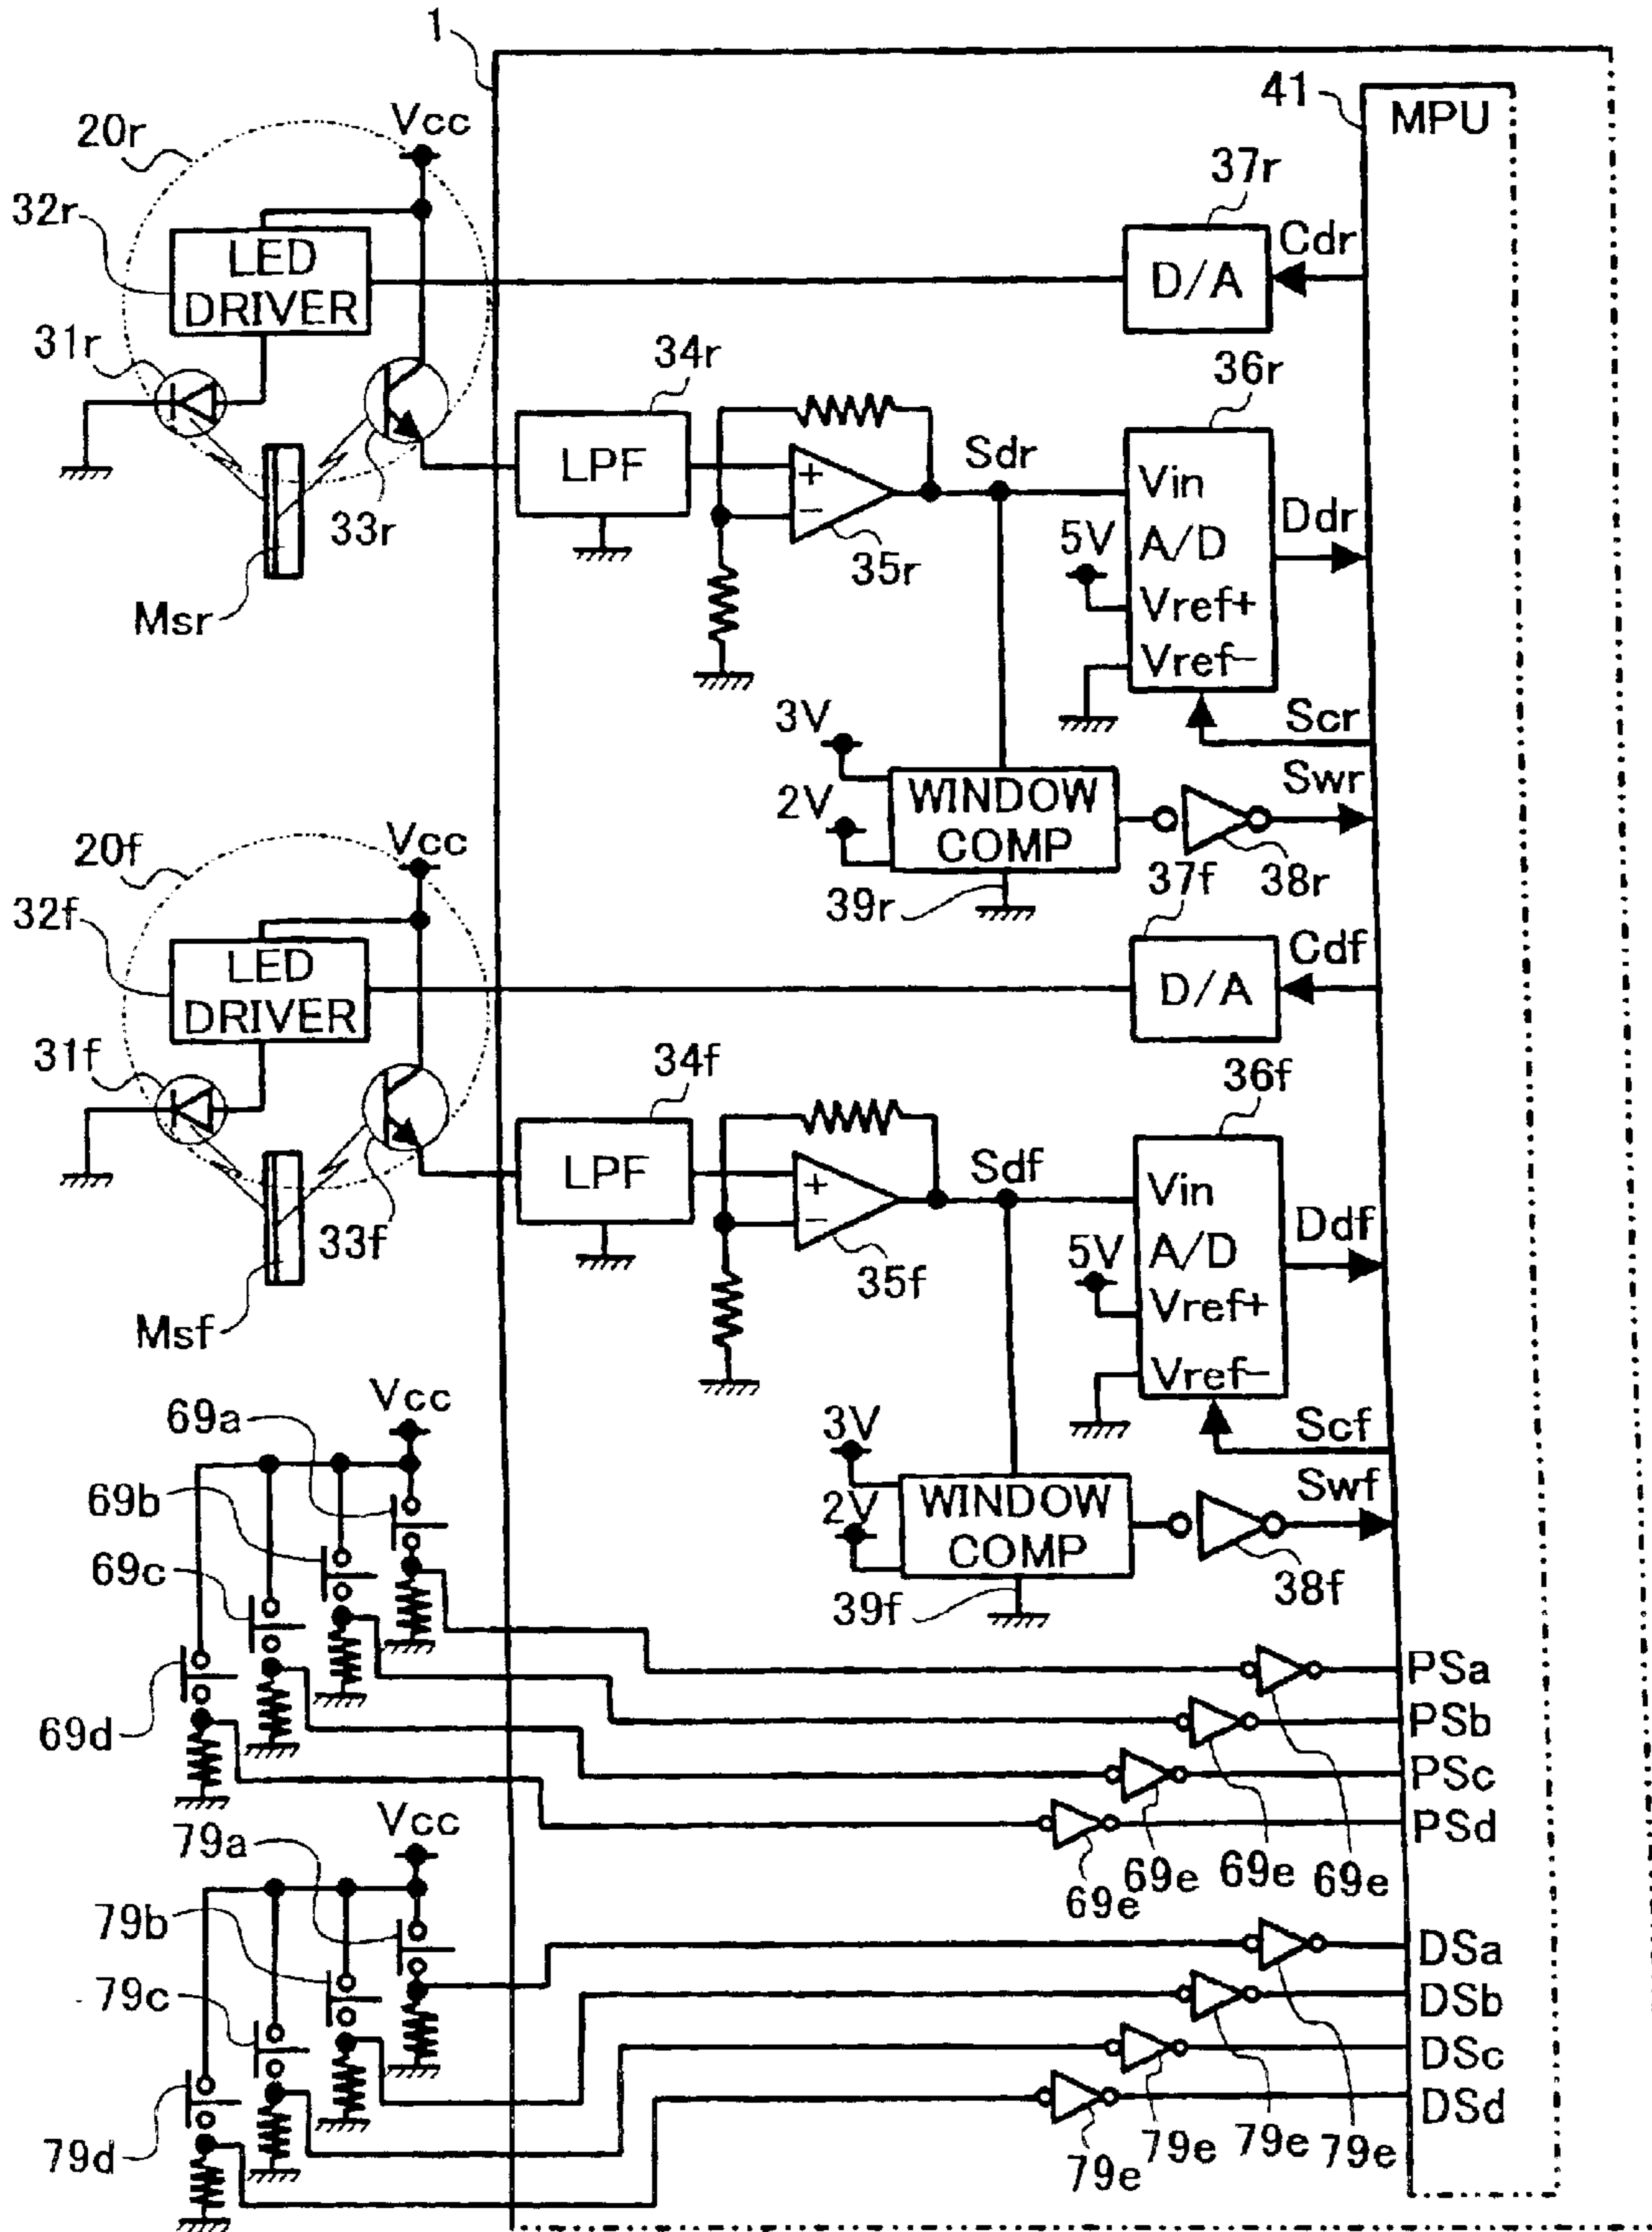 1
41
MPU
20r
Vcc
37r
32r
LED
DRIVER
D/A
Cdr
31r
34r
36r
LPF
+
−
Sdr
Vin
A/D
Vref+
Vref−
5V
Ddr
33r
35r
Msr
Scr
3V
2V
WINDOW
COMP
Swr
39r
37f
38r
20f
Vcc
32f
LED
DRIVER
D/A
Cdf
31f
34f
36f
LPF
+
−
Sdf
Vin
A/D
Vref+
Vref−
5V
Ddf
33f
35f
Msf
Scf
3V
2V
WINDOW
COMP
Swf
39f
38f
Vcc
69a
69b
69c
69d
PSa
PSb
PSc
PSd
69e
69e
69e
69e
Vcc
79a
79b
79c
79d
DSa
DSb
DSc
DSd
79e
79e
79e
79e